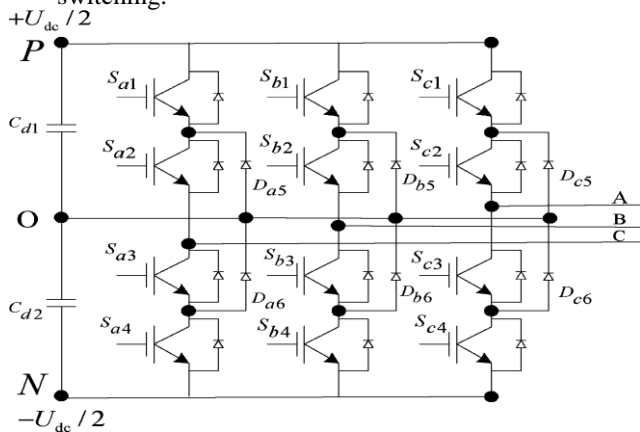 switching.
+U_dc/2
P
S_a1 S_b1 S_c1
C_d1
S_a2 S_b2 S_c2
D_a5 D_b5 D_c5
A
O
B
C
S_a3 S_b3 S_c3
C_d2
D_a6 D_b6 D_c6
S_a4 S_b4 S_c4
N
−U_dc/2